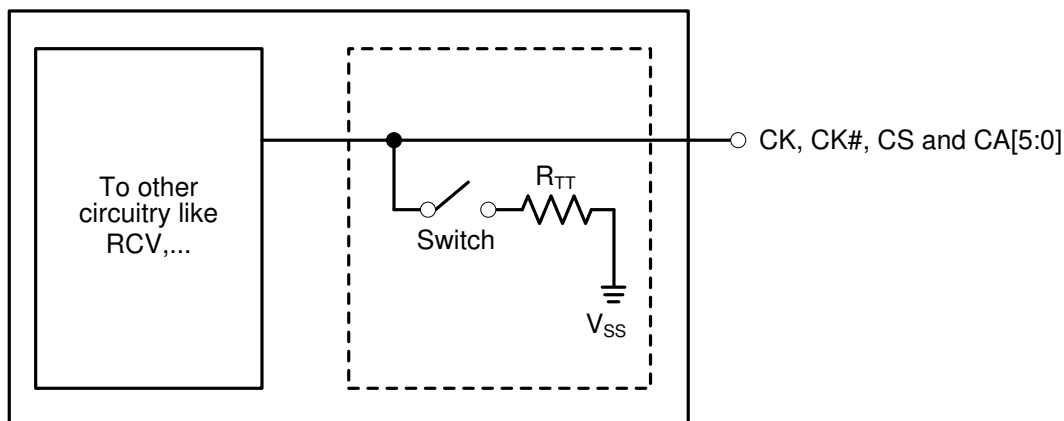 CK, CK#, CS and CA[5:0]
To other
circuitry like
RCV,...
RTT
Switch
VSS